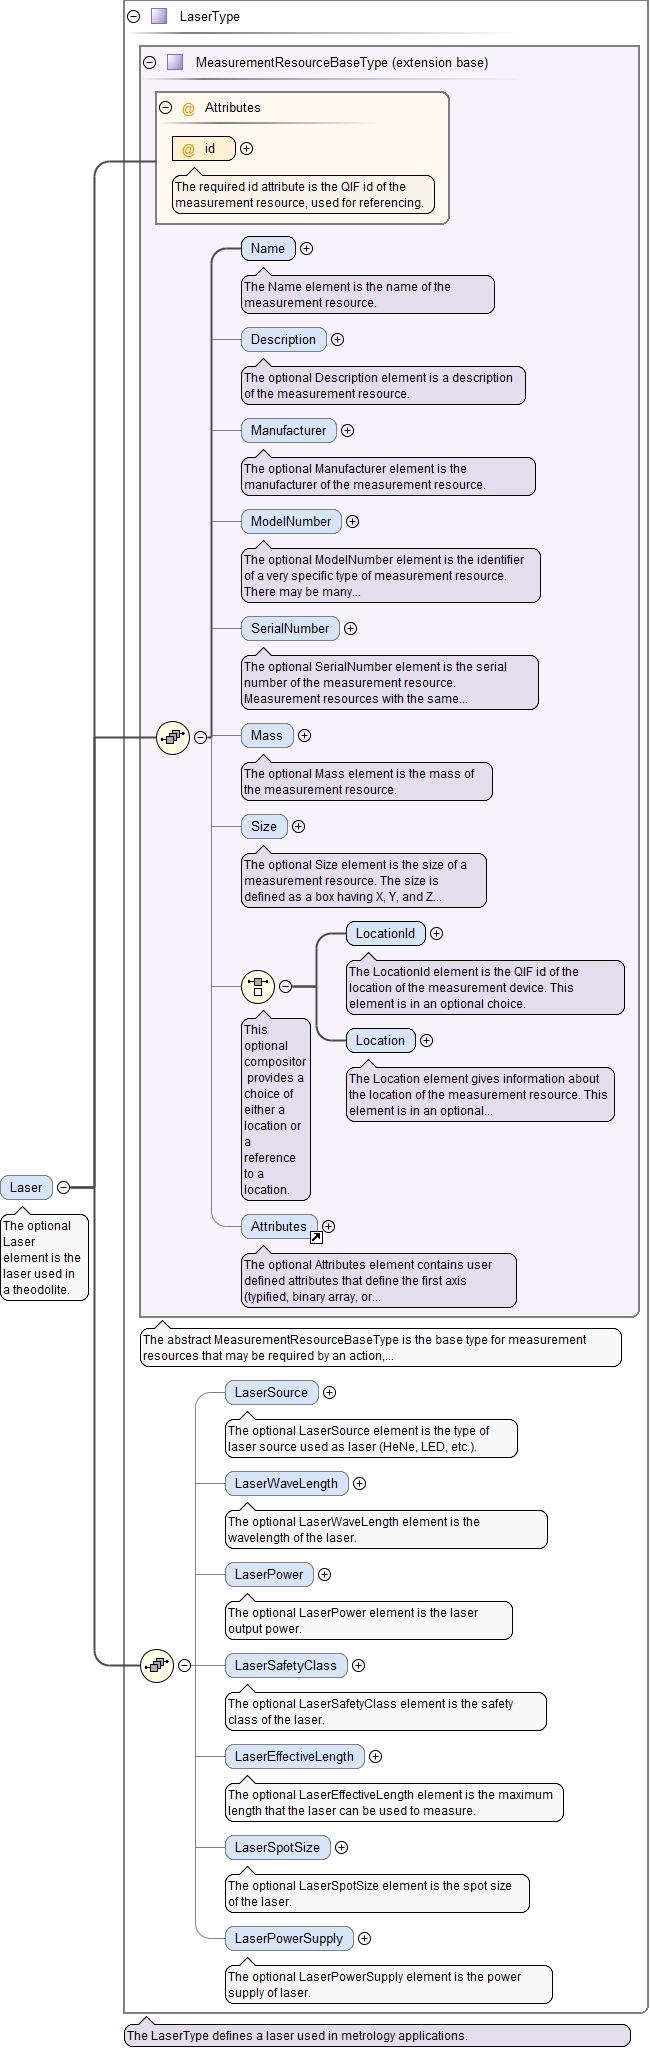 LaserType
MeasurementResourceBaseType (extension base)
@ Attributes
@ id
The required id attribute is the QIF id of the
measurement resource, used for referencing.
Name
The Name element is the name of the
measurement resource.
Description
The optional Description element is a description
of the measurement resource.
Manufacturer
The optional Manufacturer element is the
manufacturer of the measurement resource.
ModelNumber
The optional ModelNumber element is the identifier
of a very specific type of measurement resource.
There may be many...
SerialNumber
The optional SerialNumber element is the serial
number of the measurement resource.
Measurement resources with the same...
Mass
The optional Mass element is the mass of
the measurement resource.
Size
The optional Size element is the size of a
measurement resource. The size is
defined as a box having X, Y, and Z...
LocationId
The LocationId element is the QIF id of the
location of the measurement device. This
element is in an optional choice.
This
optional
compositor
provides a
choice of
either a
location or
a
reference
to a
location.
Location
The Location element gives information about
the location of the measurement resource. This
element is in an optional...
Laser
The optional
Laser
element is the
laser used in
a theodolite.
Attributes
The optional Attributes element contains user
defined attributes that define the first axis
(typified, binary array, or...
The abstract MeasurementResourceBaseType is the base type for measurement
resources that may be required by an action,...
LaserSource
The optional LaserSource element is the type of
laser source used as laser (HeNe, LED, etc.).
LaserWaveLength
The optional LaserWaveLength element is the
wavelength of the laser.
LaserPower
The optional LaserPower element is the laser
output power.
LaserSafetyClass
The optional LaserSafetyClass element is the safety
class of the laser.
LaserEffectiveLength
The optional LaserEffectiveLength element is the maximum
length that the laser can be used to measure.
LaserSpotSize
The optional LaserSpotSize element is the spot size
of the laser.
LaserPowerSupply
The optional LaserPowerSupply element is the power
supply of laser.
The LaserType defines a laser used in metrology applications.